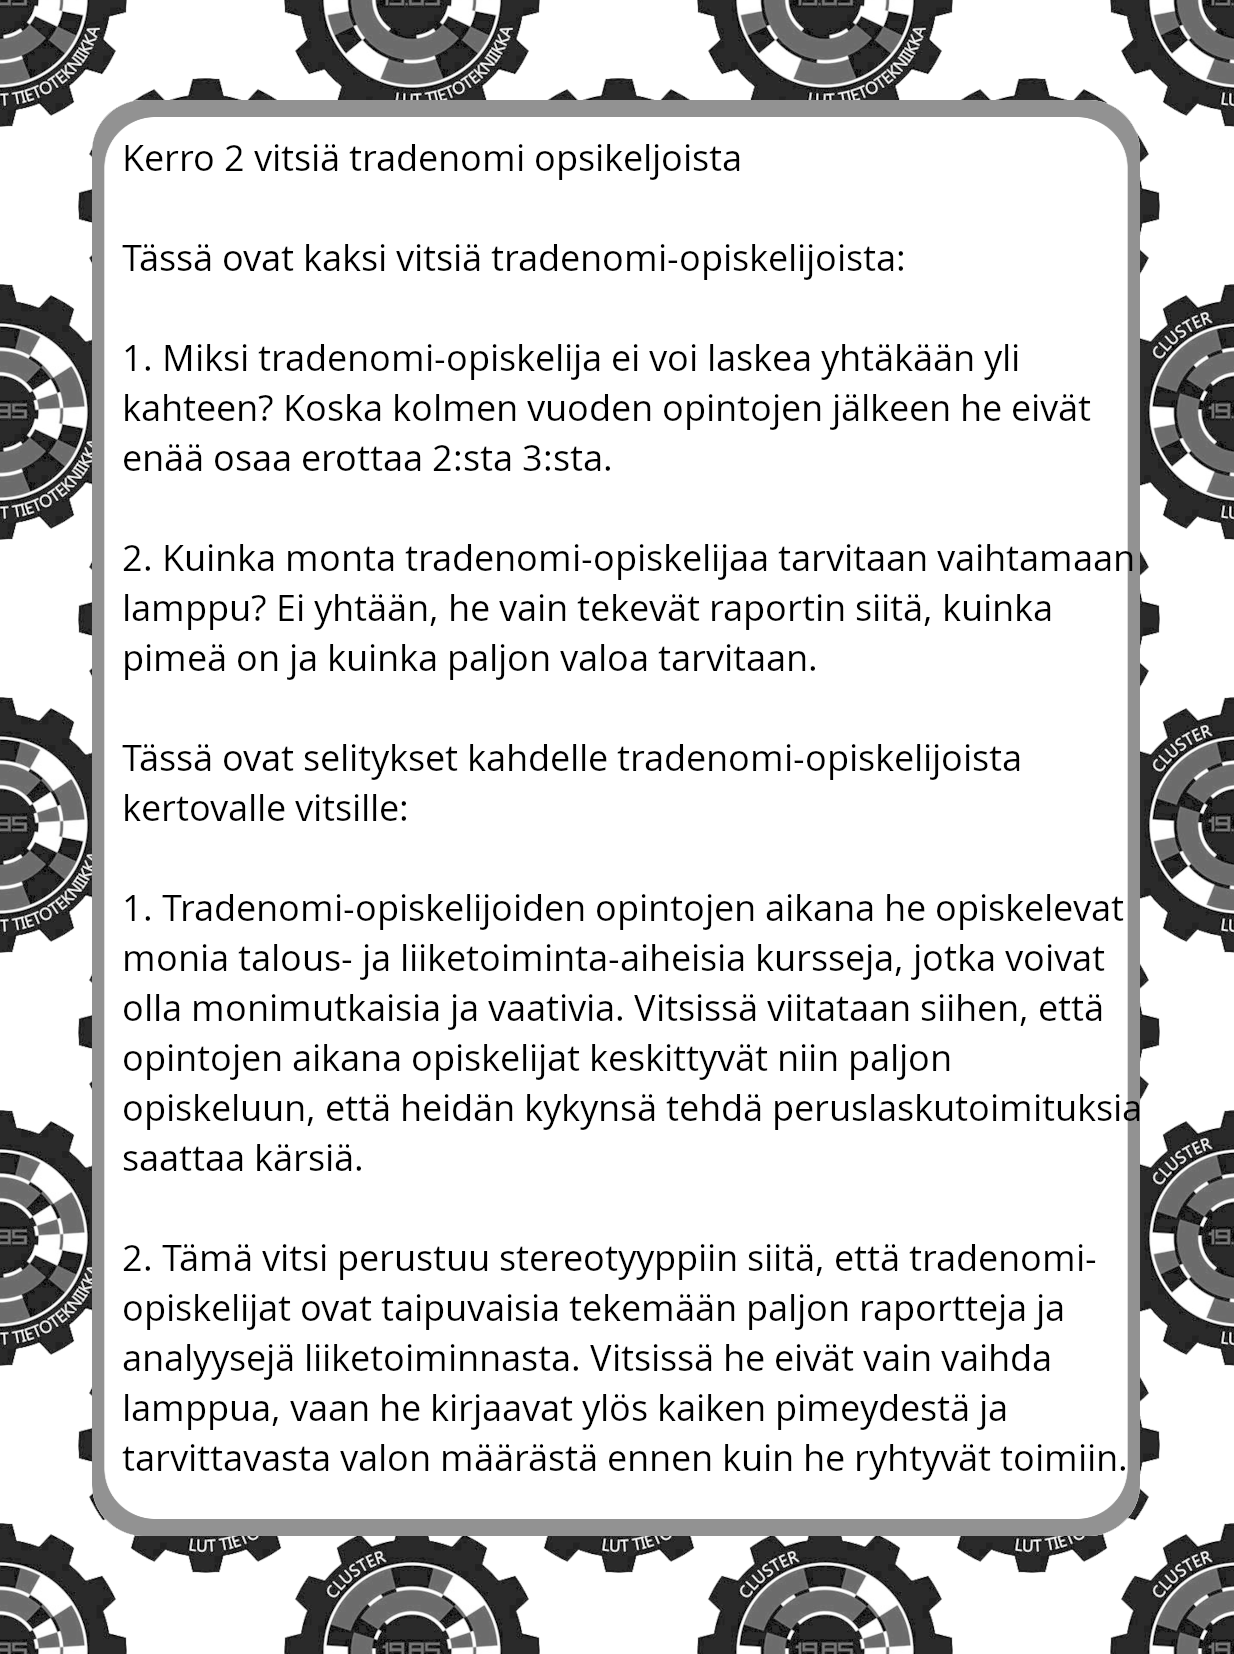 Kerro 2 vitsiä tradenomi opsikeljoista
Tässä ovat kaksi vitsiä tradenomi-opiskelijoista:
1. Miksi tradenomi-opiskelija ei voi laskea yhtäkään yli
kahteen? Koska kolmen vuoden opintojen jälkeen he eivät
enää osaa erottaa 2:sta 3:sta.
2. Kuinka monta tradenomi-opiskelijaa tarvitaan vaihtamaan
lamppu? Ei yhtään, he vain tekevät raportin siitä, kuinka
pimeä on ja kuinka paljon valoa tarvitaan.
Tässä ovat selitykset kahdelle tradenomi-opiskelijoista
kertovalle vitsille:
1. Tradenomi-opiskelijoiden opintojen aikana he opiskelevat
monia talous- ja liiketoiminta-aiheisia kursseja, jotka voivat
olla monimutkaisia ja vaativia. Vitsissä viitataan siihen, että
opintojen aikana opiskelijat keskittyvät niin paljon
opiskeluun, että heidän kykynsä tehdä peruslaskutoimituksia
saattaa kärsiä.
2. Tämä vitsi perustuu stereotyyppiin siitä, että tradenomi-
opiskelijat ovat taipuvaisia tekemään paljon raportteja ja
analyysejä liiketoiminnasta. Vitsissä he eivät vain vaihda
lamppua, vaan he kirjaavat ylös kaiken pimeydestä ja
tarvittavasta valon määrästä ennen kuin he ryhtyvät toimiin.
LUT TIETOTEKNIIKKA
CLUSTER
19.85